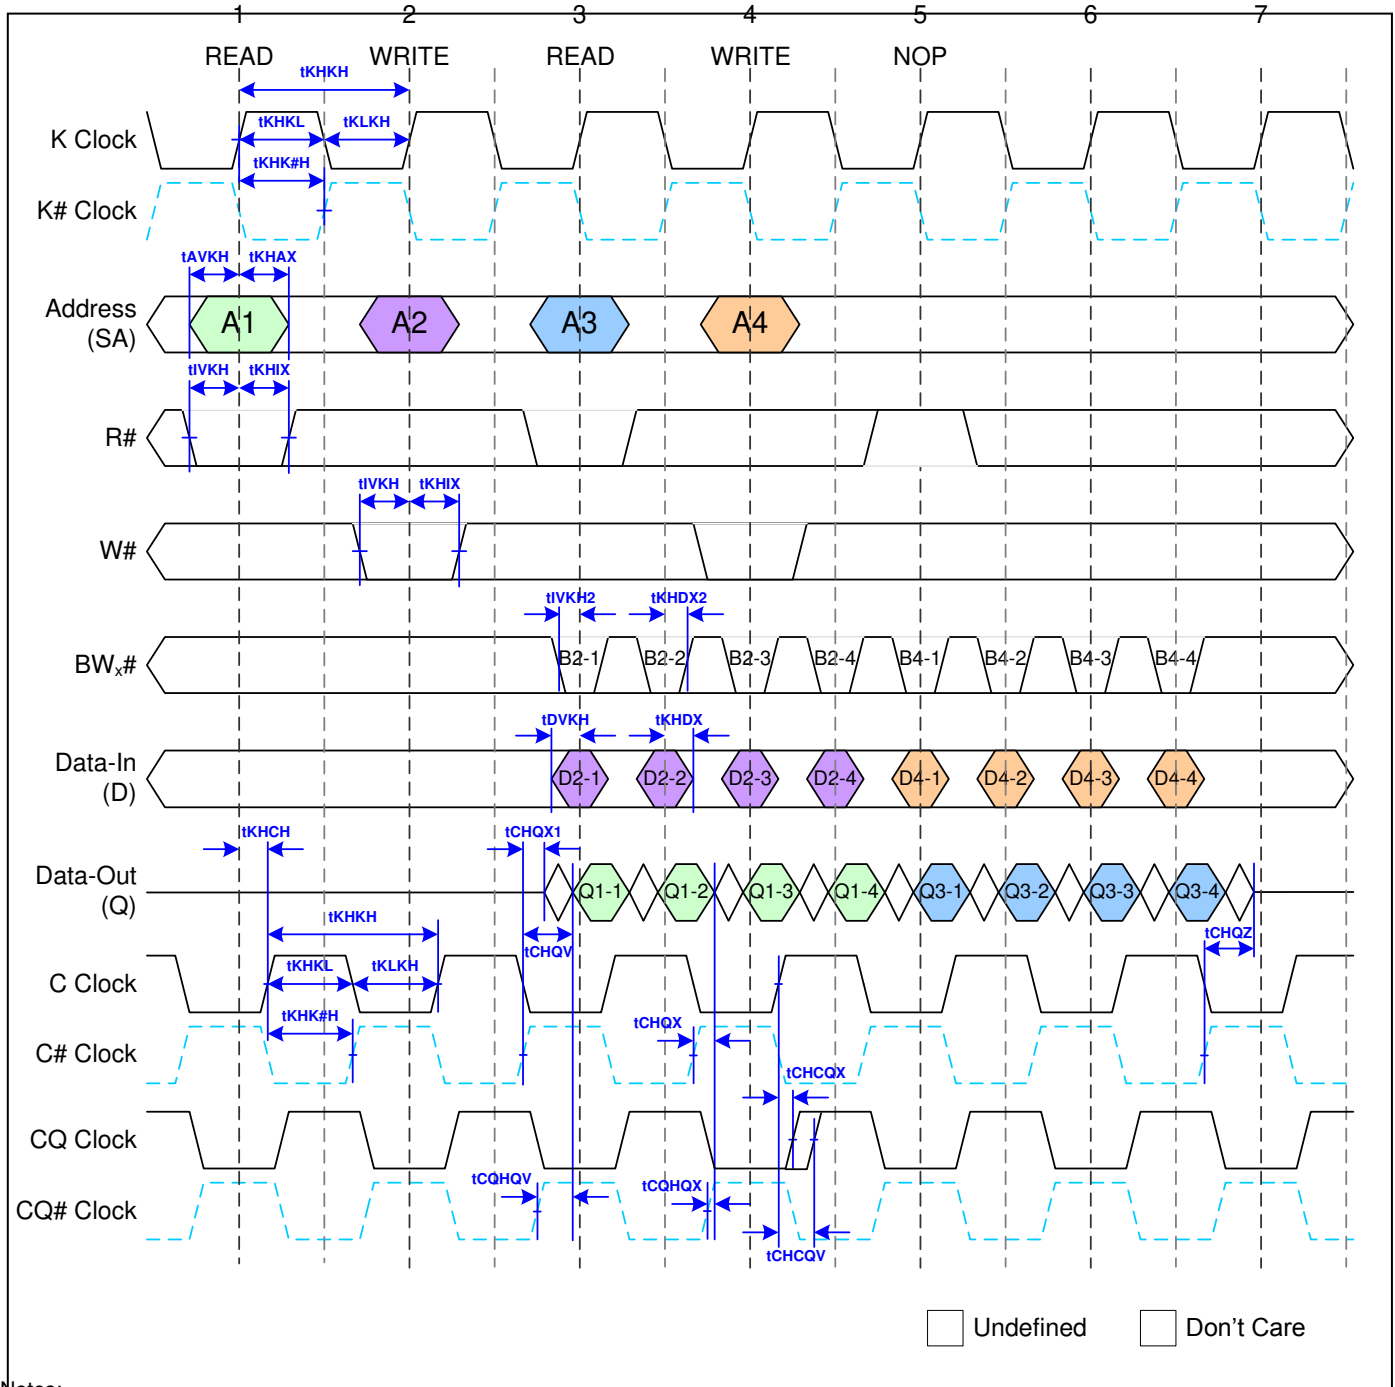 1 2 3 4 5 6 7
READ WRITE READ WRITE NOP
tKHKH
K Clock tKHKL tKLKH
tKHK#H
K# Clock
tAVKH tKHAX
Address
(SA)
A1 A2 A3 A4
tIVKH tKHIX
R#
tIVKH tKHIX
W#
tIVKH2 tKHDX2
BWx# B2-1 B2-2 B2-3 B2-4 B4-1 B4-2 B4-3 B4-4
tDVKH tKHDX
Data-In
(D)
D2-1 D2-2 D2-3 D2-4 D4-1 D4-2 D4-3 D4-4
tKHCH tCHQX1
Data-Out
(Q)
Q1-1 Q1-2 Q1-3 Q1-4 Q3-1 Q3-2 Q3-3 Q3-4
tKHKH tCHQV tCHQZ
C Clock tKHKL tKLKH
tKHK#H tCHQX
C# Clock
tCHCQX
CQ Clock
tCQHQV tCQHQX
CQ# Clock
tCHCQV
Undefined Don't Care
Notes: